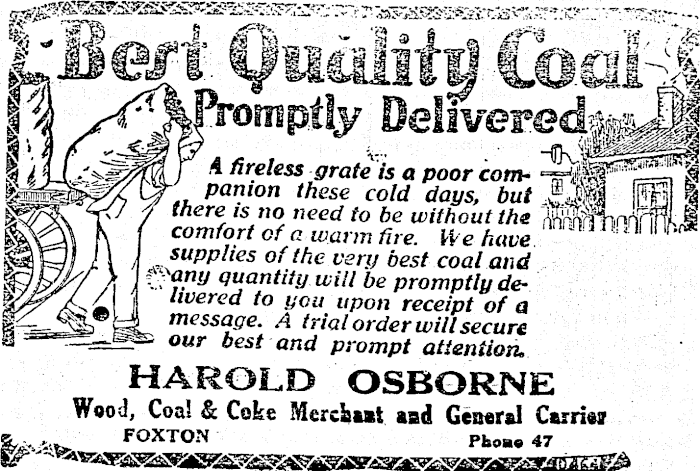 Best Quality Coal
Promptly Delivered
A fireless grate is a poor com-
panion these cold days, but
there is no need to be without the
comfort of a warm fire. We have
supplies of the very best coal and
any quantity will be promptly de-
livered to you upon receipt of a
message. A trial order will secure
our best and prompt attention.
HAROLD OSBORNE
Wood, Coal & Coke Merchant and General Carrier
FOXTON Phone 47